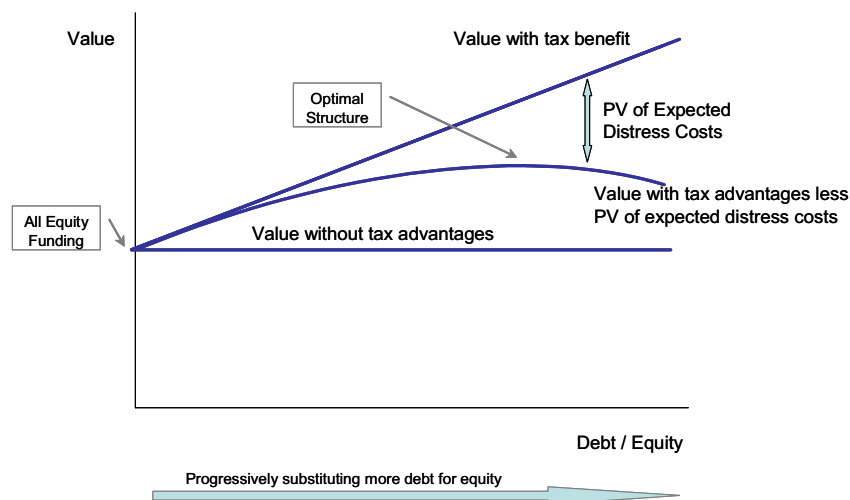 Value
Value with tax benefit
Optimal
Structure
PV of Expected
Distress Costs
Value with tax advantages less
PV of expected distress costs
All Equity
Funding
Value without tax advantages
Debt / Equity
Progressively substituting more debt for equity